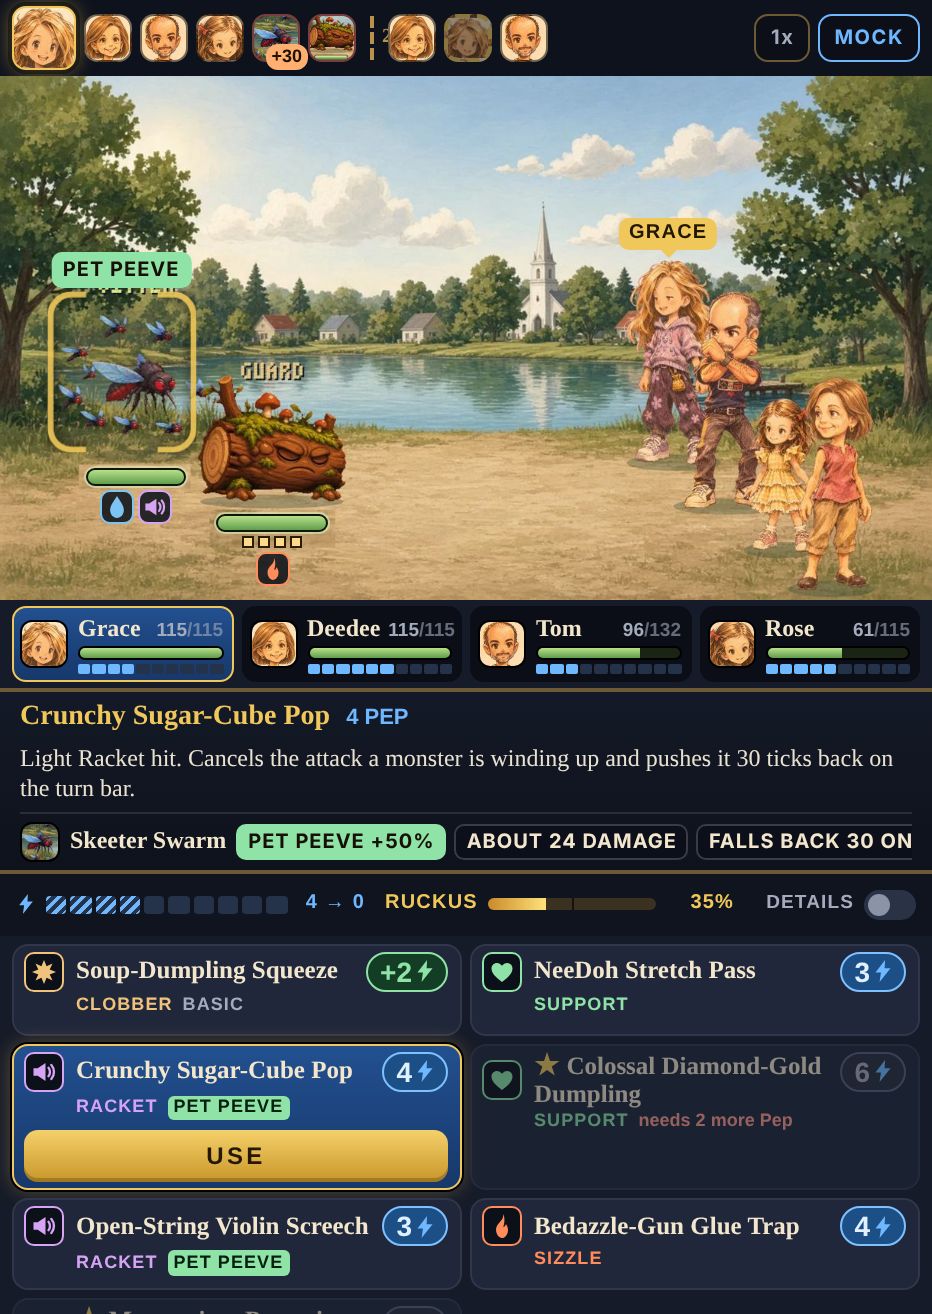 +30
2
1x
MOCK
GRACE
PET PEEVE
GUARD
Grace 115/115
Deedee 115/115
Tom 96/132
Rose 61/115
Crunchy Sugar-Cube Pop 4 PEP
Light Racket hit. Cancels the attack a monster is winding up and pushes it 30 ticks back on
the turn bar.
Skeeter Swarm PET PEEVE +50% ABOUT 24 DAMAGE FALLS BACK 30 ON
4 → 0 RUCKUS 35% DETAILS
Soup-Dumpling Squeeze +2
CLOBBER BASIC
NeeDoh Stretch Pass 3
SUPPORT
Crunchy Sugar-Cube Pop 4
RACKET PET PEEVE
USE
★ Colossal Diamond-Gold
Dumpling 6
SUPPORT needs 2 more Pep
Open-String Violin Screech 3
RACKET PET PEEVE
Bedazzle-Gun Glue Trap 4
SIZZLE